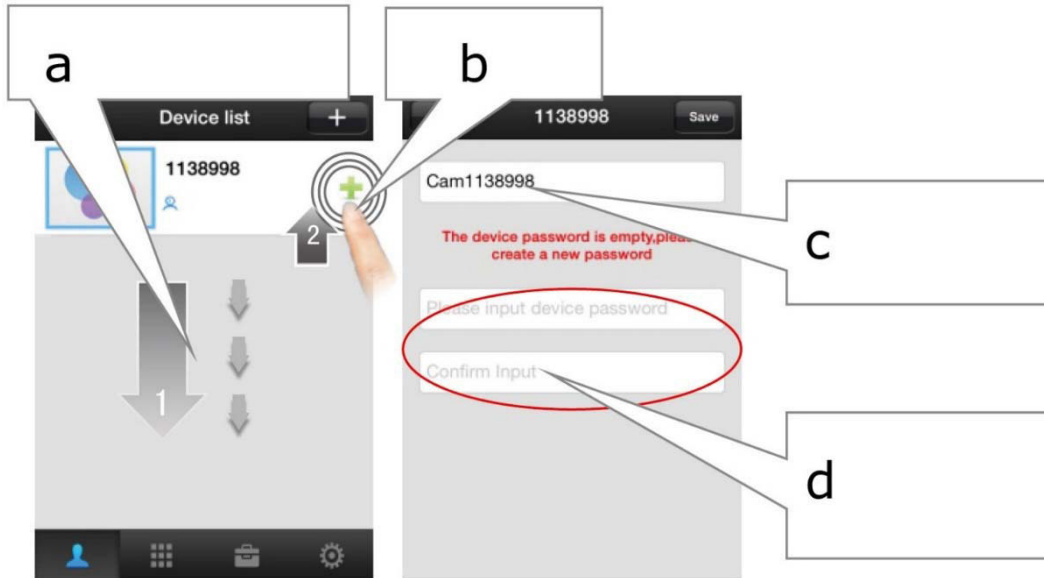 a
b
Device list
+
1138998
2
1
1138998
Save
Cam1138998
The device password is empty,plea
create a new password
Please input device password
Confirm Input
c
d